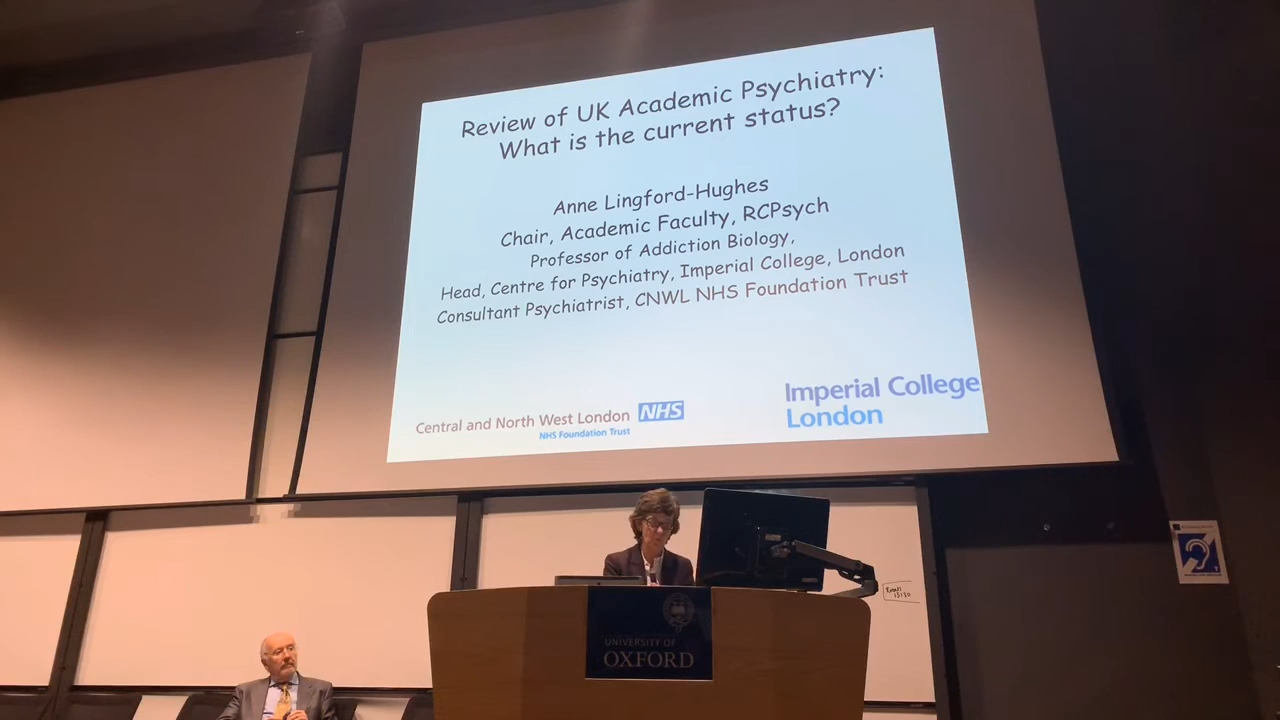 Review of UK Academic Psychiatry:
What is the current status?
Anne Lingford-Hughes
Chair, Academic Faculty, RCPsych
Professor of Addiction Biology,
Head, Centre for Psychiatry, Imperial College, London
Consultant Psychiatrist, CNWL NHS Foundation Trust
Central and North West London NHS
NHS Foundation Trust
Imperial College
London
UNIVERSITY OF
OXFORD